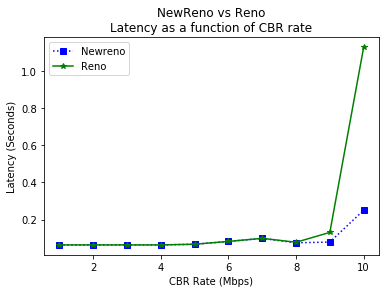 NewReno vs Reno
Latency as a function of CBR rate
Newreno
Reno
Latency (Seconds)
1.0
0.8
0.6
0.4
0.2
2 4 6 8 10
CBR Rate (Mbps)